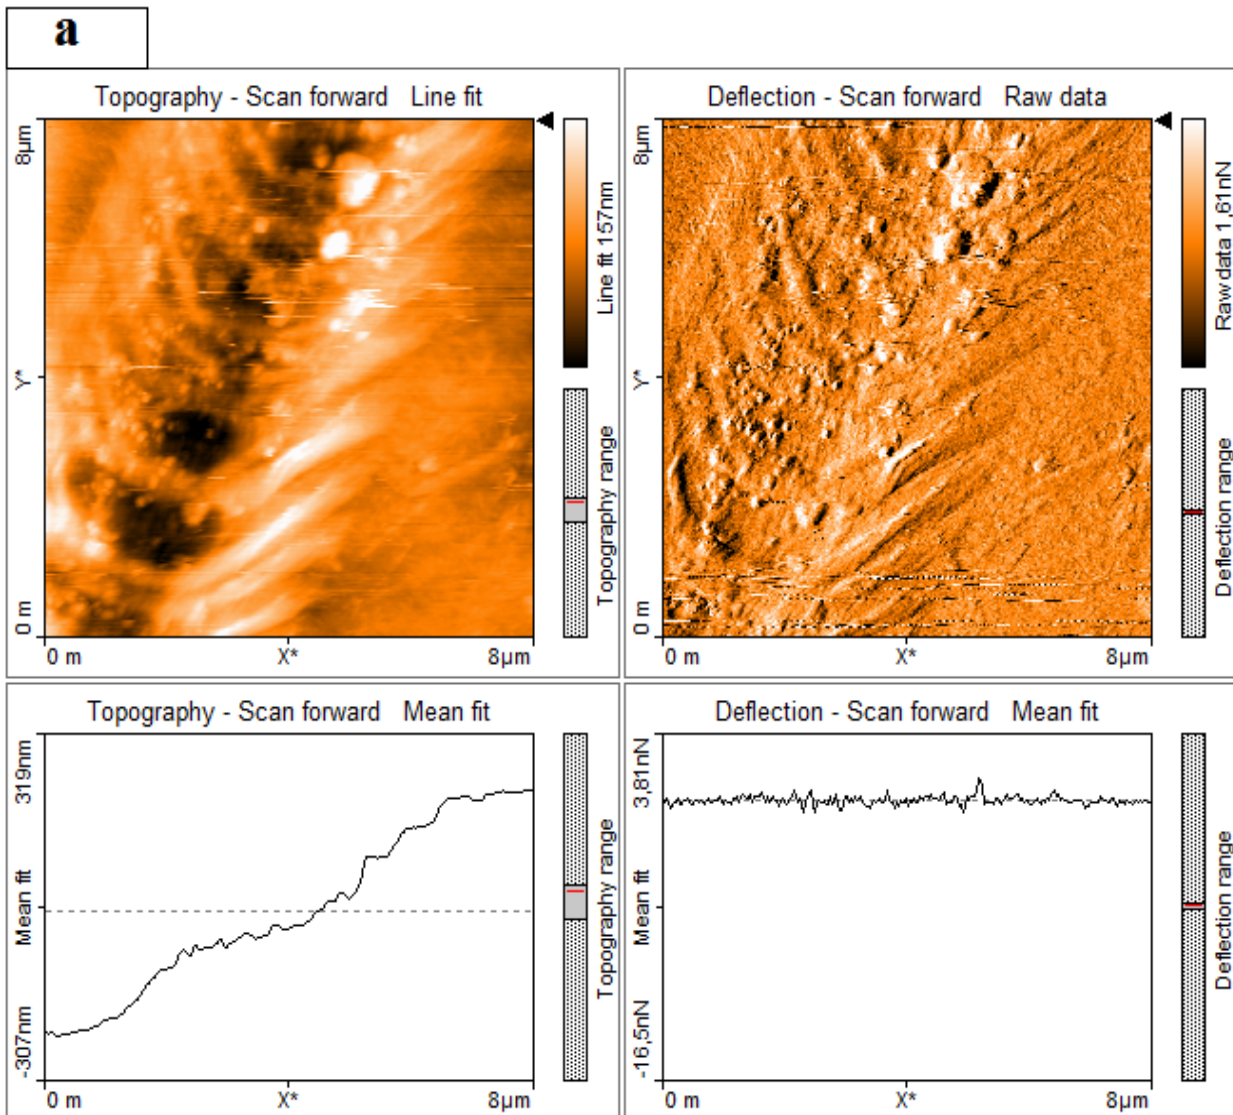 a
Topography - Scan forward Line fit
8µm
Y*
0 m
0 m X* 8µm
Line fit 157nm
Topography range
Deflection - Scan forward Raw data
8µm
Y*
0 m
0 m X* 8µm
Raw data 1,61nN
Deflection range
Topography - Scan forward Mean fit
319nm
Mean fit
-307nm
0 m X* 8µm
Topography range
Deflection - Scan forward Mean fit
3,81nN
Mean fit
-16,5nN
0 m X* 8µm
Deflection range